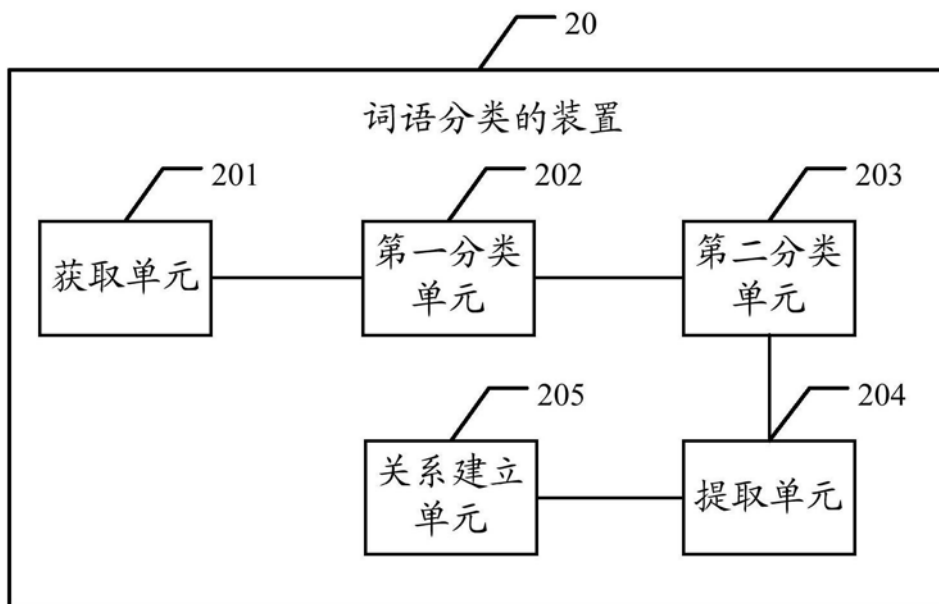 20
词语分类的装置
201
202
203
获取单元
第一分类
单元
第二分类
单元
205
204
关系建立
单元
提取单元